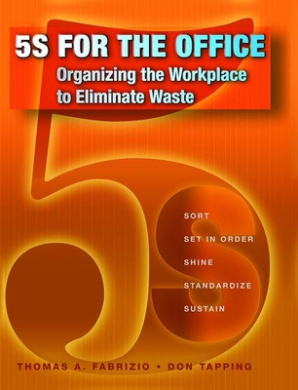 5S FOR THE OFFICE
Organizing the Workplace
to Eliminate Waste
5S
SORT
SET IN ORDER
SHINE
STANDARDIZE
SUSTAIN
THOMAS A. FABRIZIO • DON TAPPING